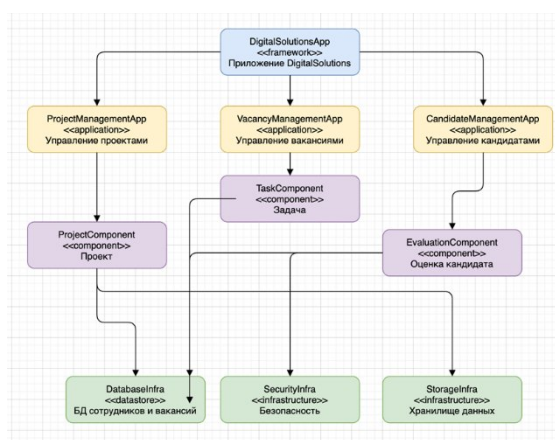 DigitalSolutionsApp
<<framework>>
Приложение DigitalSolutions
ProjectManagementApp
<<application>>
Управление проектами
VacancyManagementApp
<<application>>
Управление вакансиями
CandidateManagementApp
<<application>>
Управление кандидатами
TaskComponent
<<component>>
Задача
ProjectComponent
<<component>>
Проект
EvaluationComponent
<<component>>
Оценка кандидата
DatabaseInfra
<<datastore>>
БД сотрудников и вакансий
SecurityInfra
<<infrastructure>>
Безопасность
StorageInfra
<<infrastructure>>
Хранилище данных